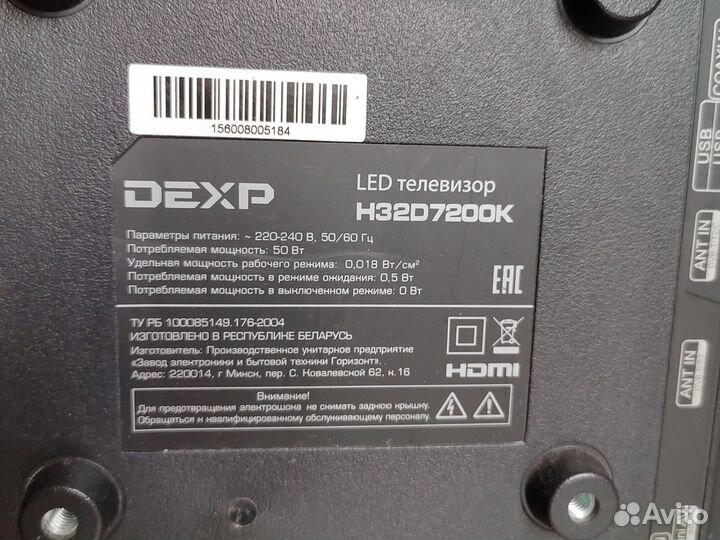 156008005184
DEXP
LED телевизор
H32D7200K
Параметры питания: ~ 220-240 В, 50/60 Гц
Потребляемая мощность: 50 Вт
Удельная мощность рабочего режима: 0,018 Вт/см²
Потребляемая мощность в режиме ожидания: 0,5 Вт
Потребляемая мощность в выключенном режиме: 0 Вт
EAC
ТУ РБ 100085149.176-2004
ИЗГОТОВЛЕНО В РЕСПУБЛИКЕ БЕЛАРУСЬ
Изготовитель: Производственное унитарное предприятие
«Завод электроники и бытовой техники Горизонт».
Адрес: 220014, г Минск, пер. С. Ковалевской 62, к.16
HDMI
Внимание!
Для предотвращения электрошока не снимать заднюю крышку.
Обращаться к квалифицированному обслуживающему персоналу.
USB
COAXIAL
ANT IN
ANT IN
Avito